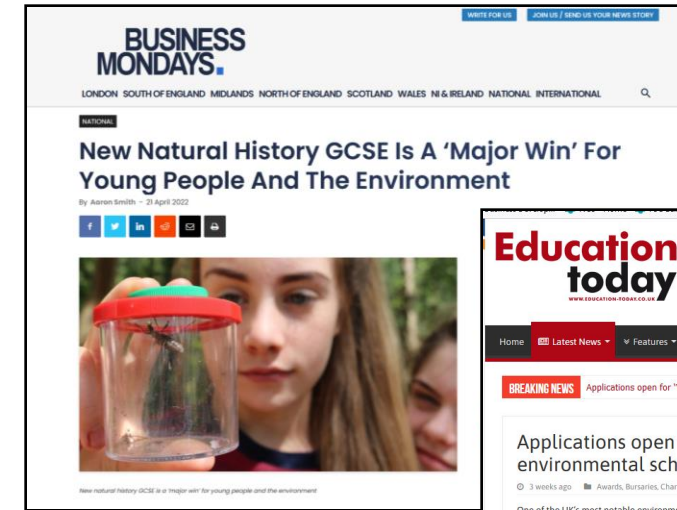 WRITE FOR US
JOIN US / SEND US YOUR NEWS STORY
BUSINESS
MONDAYS.
LONDON SOUTH OF ENGLAND MIDLANDS NORTH OF ENGLAND SCOTLAND WALES NI & IRELAND NATIONAL INTERNATIONAL
NATIONAL
New Natural History GCSE Is A ‘Major Win’ For
Young People And The Environment
By Aaron Smith - 21 April 2022
New natural history GCSE is a ‘major win’ for young people and the environment
Education
today
WWW.EDUCATION-TODAY.CO.UK
Home Latest News Features
BREAKING NEWS Applications open for
Applications open
environmental sch
3 weeks ago Awards, Bursaries, Char
One of the UK's most notable environme